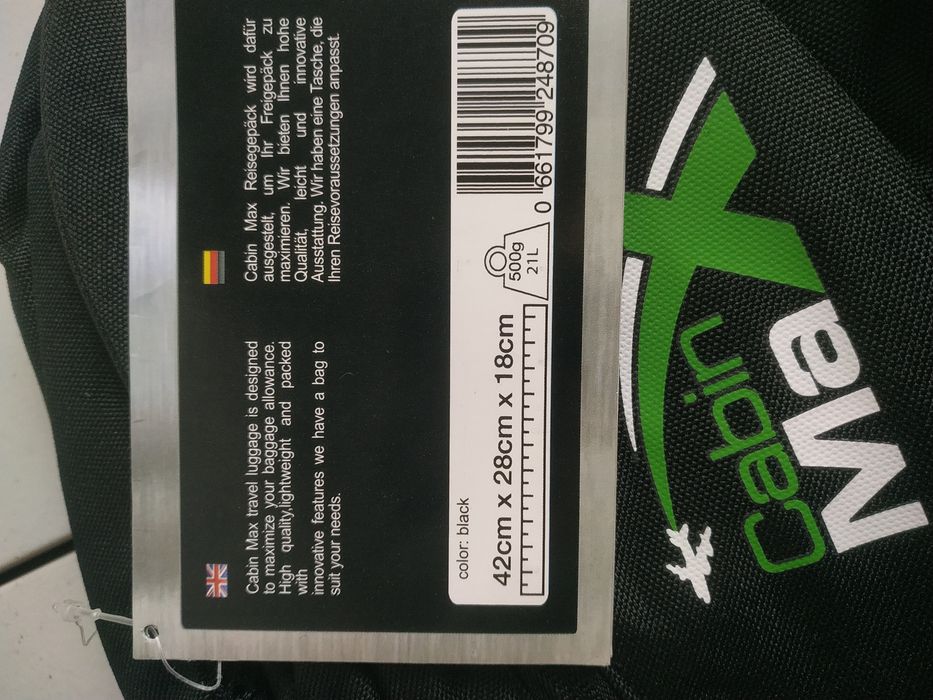 Cabin Max travel luggage is designed
to maximize your baggage allowance.
High quality,lightweight and packed
with
innovative features we have a bag to
suit your needs.
Cabin Max Reisegepäck wird dafür
ausgestelt, um Ihr Freigepäck zu
maximieren. Wir bieten Ihnen hohe
Qualität, leicht und innovative
Ausstattung. Wir haben eine Tasche, die
Ihren Reisevoraussetzungen anpasst.
color: black
42cm x 28cm x 18cm
500g
21L
0 661799 248709
Cabin
Max